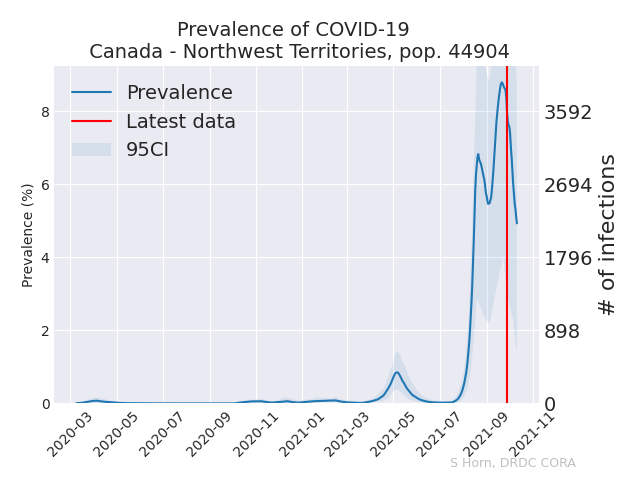 Prevalence of COVID-19
Canada - Northwest Territories, pop. 44904
Prevalence
Latest data
95CI
Prevalence (%)
8
6
4
2
0
3592
2694
1796
898
0
# of infections
2020-03
2020-05
2020-07
2020-09
2020-11
2021-01
2021-03
2021-05
2021-07
2021-09
2021-11
S Horn, DRDC CORA